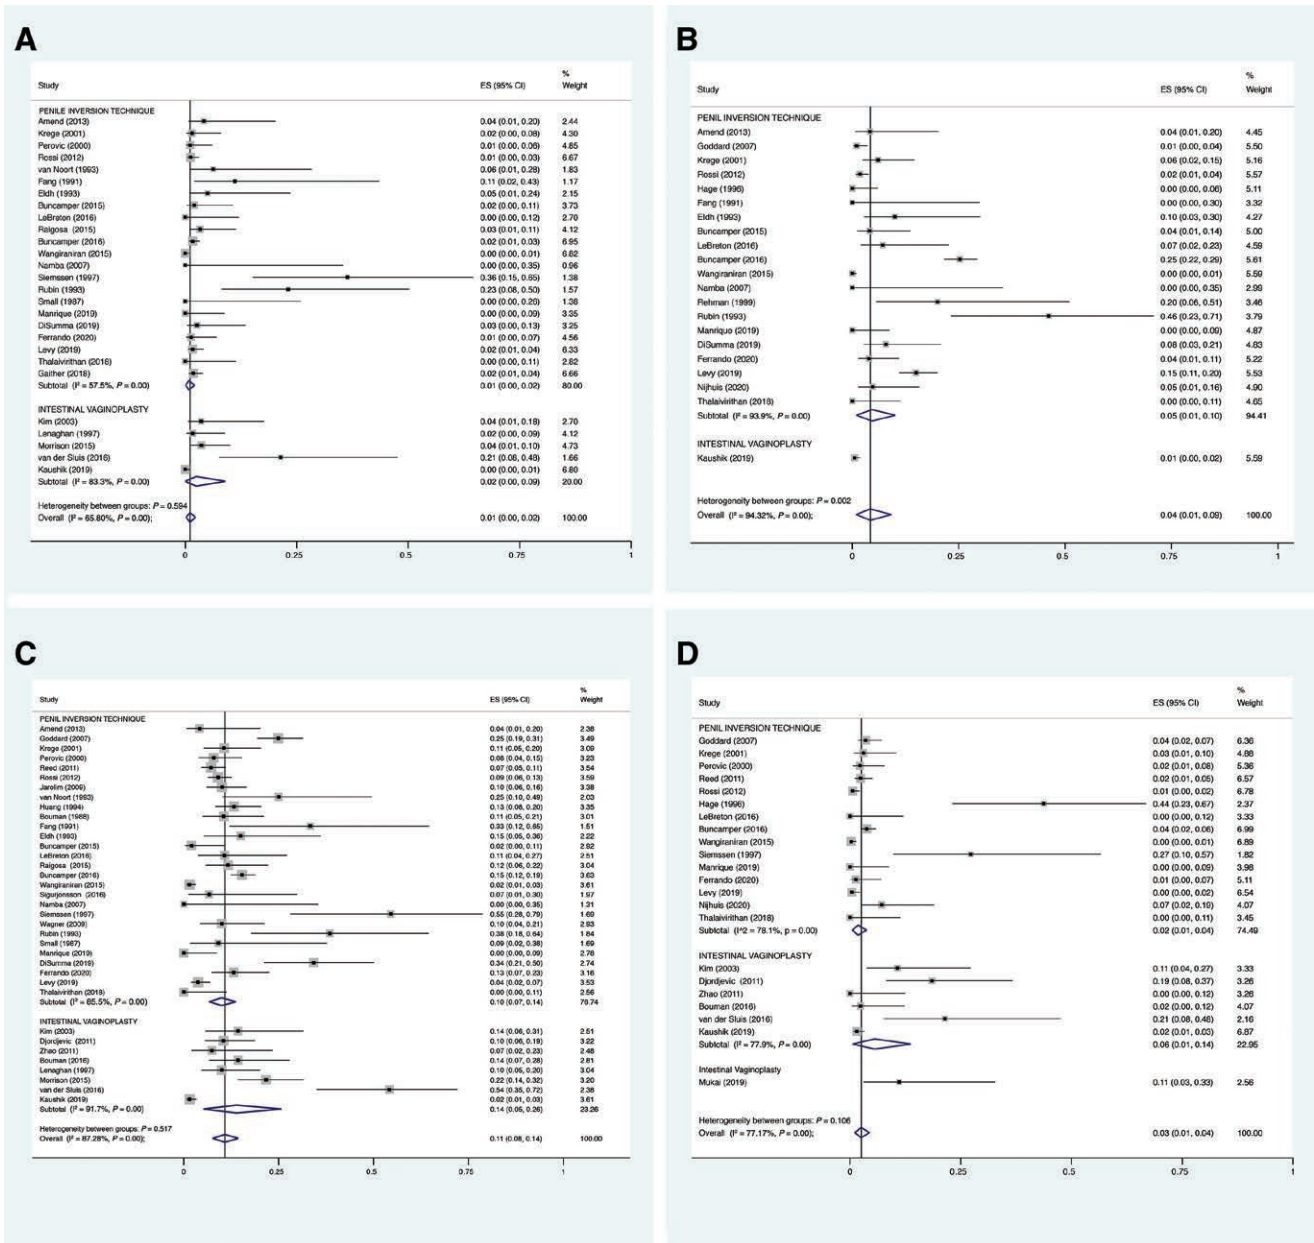 A
Study ES (95% CI) % Weight
PENILE INVERSION TECHNIQUE
Amend (2013) 0.04 (0.01, 0.20) 2.44
Krege (2001) 0.02 (0.00, 0.08) 4.30
Perovic (2000) 0.01 (0.00, 0.06) 4.85
Rossi (2012) 0.01 (0.00, 0.03) 6.67
van Noort (1993) 0.06 (0.01, 0.28) 1.83
Fang (1991) 0.11 (0.02, 0.43) 1.17
Eldh (1993) 0.05 (0.01, 0.24) 2.15
Buncamper (2015) 0.02 (0.00, 0.11) 3.73
LeBreton (2016) 0.00 (0.00, 0.12) 2.70
Raigosa (2015) 0.03 (0.01, 0.11) 4.12
Buncamper (2016) 0.02 (0.01, 0.03) 6.95
Wangiraniran (2015) 0.00 (0.00, 0.01) 6.82
Namba (2007) 0.00 (0.00, 0.35) 0.96
Siemssen (1997) 0.36 (0.15, 0.65) 1.38
Rubin (1993) 0.23 (0.08, 0.50) 1.57
Small (1987) 0.00 (0.00, 0.26) 1.38
Manrique (2019) 0.00 (0.00, 0.09) 3.35
DiSumma (2019) 0.03 (0.00, 0.13) 3.25
Ferrando (2020) 0.01 (0.00, 0.07) 4.56
Levy (2019) 0.02 (0.01, 0.04) 6.33
Thalaivirithan (2018) 0.00 (0.00, 0.11) 2.82
Gaither (2018) 0.02 (0.01, 0.04) 6.66
Subtotal (I² = 57.5%, P = 0.00) 0.01 (0.00, 0.02) 80.00
INTESTINAL VAGINOPLASTY
Kim (2003) 0.04 (0.01, 0.18) 2.70
Lenaghan (1997) 0.02 (0.00, 0.09) 4.12
Morrison (2015) 0.04 (0.01, 0.10) 4.73
van der Sluis (2016) 0.21 (0.08, 0.48) 1.66
Kaushik (2019) 0.00 (0.00, 0.01) 6.80
Subtotal (I² = 83.3%, P = 0.00) 0.02 (0.00, 0.09) 20.00
Heterogeneity between groups: P = 0.594
Overall (I² = 65.80%, P = 0.00); 0.01 (0.00, 0.02) 100.00
0 0.25 0.5 0.75 1
B
Study ES (95% CI) % Weight
PENIL INVERSION TECHNIQUE
Amend (2013) 0.04 (0.01, 0.20) 4.45
Goddard (2007) 0.01 (0.00, 0.04) 5.50
Krege (2001) 0.06 (0.02, 0.15) 5.16
Rossi (2012) 0.02 (0.01, 0.04) 5.57
Hage (1996) 0.00 (0.00, 0.06) 5.11
Fang (1991) 0.00 (0.00, 0.30) 3.32
Eldh (1993) 0.10 (0.03, 0.30) 4.27
Buncamper (2015) 0.04 (0.01, 0.14) 5.00
LeBreton (2016) 0.07 (0.02, 0.23) 4.59
Buncamper (2016) 0.25 (0.22, 0.29) 5.61
Wangiraniran (2015) 0.00 (0.00, 0.01) 5.59
Namba (2007) 0.00 (0.00, 0.35) 2.99
Rehman (1999) 0.20 (0.06, 0.51) 3.46
Rubin (1993) 0.46 (0.23, 0.71) 3.79
Manrique (2019) 0.00 (0.00, 0.09) 4.87
DiSumma (2019) 0.08 (0.03, 0.21) 4.83
Ferrando (2020) 0.04 (0.01, 0.11) 5.22
Levy (2019) 0.15 (0.11, 0.20) 5.53
Nijhuis (2020) 0.05 (0.01, 0.16) 4.90
Thalaivirithan (2018) 0.00 (0.00, 0.11) 4.65
Subtotal (I² = 93.9%, P = 0.00) 0.05 (0.01, 0.10) 94.41
INTESTINAL VAGINOPLASTY
Kaushik (2019) 0.01 (0.00, 0.02) 5.59
Heterogeneity between groups: P = 0.002
Overall (I² = 94.32%, P = 0.00); 0.04 (0.01, 0.09) 100.00
0 0.25 0.5 0.75 1
C
Study ES (95% CI) % Weight
PENIL INVERSION TECHNIQUE
Amend (2013) 0.04 (0.01, 0.20) 2.38
Goddard (2007) 0.25 (0.19, 0.31) 3.49
Krege (2001) 0.11 (0.05, 0.20) 3.09
Perovic (2000) 0.08 (0.04, 0.15) 3.23
Reed (2011) 0.07 (0.05, 0.11) 3.54
Rossi (2012) 0.09 (0.06, 0.13) 3.59
Jarolim (2009) 0.10 (0.06, 0.16) 3.38
van Noort (1993) 0.25 (0.10, 0.49) 2.03
Huang (1994) 0.13 (0.08, 0.20) 3.35
Bouman (1988) 0.11 (0.05, 0.21) 3.01
Fang (1991) 0.33 (0.12, 0.65) 1.51
Eldh (1993) 0.15 (0.05, 0.36) 2.22
Buncamper (2015) 0.02 (0.00, 0.11) 2.92
LeBreton (2016) 0.11 (0.04, 0.27) 2.51
Raigosa (2015) 0.12 (0.06, 0.22) 3.04
Buncamper (2016) 0.15 (0.12, 0.19) 3.63
Wangiraniran (2015) 0.02 (0.01, 0.03) 3.61
Sigurjonsson (2016) 0.07 (0.01, 0.30) 1.97
Namba (2007) 0.00 (0.00, 0.35) 1.31
Siemssen (1997) 0.55 (0.28, 0.79) 1.69
Wagner (2009) 0.10 (0.04, 0.21) 2.93
Rubin (1993) 0.38 (0.18, 0.64) 1.84
Small (1987) 0.09 (0.02, 0.38) 1.69
Manrique (2019) 0.00 (0.00, 0.09) 2.78
DiSumma (2019) 0.34 (0.21, 0.50) 2.74
Ferrando (2020) 0.13 (0.07, 0.23) 3.16
Levy (2019) 0.04 (0.02, 0.07) 3.53
Thalaivirithan (2018) 0.00 (0.00, 0.11) 2.56
Subtotal (I² = 85.5%, P = 0.00) 0.10 (0.07, 0.14) 76.74
INTESTINAL VAGINOPLASTY
Kim (2003) 0.14 (0.06, 0.31) 2.51
Djordjevic (2011) 0.10 (0.06, 0.19) 3.22
Zhao (2011) 0.07 (0.02, 0.23) 2.48
Bouman (2016) 0.14 (0.07, 0.28) 2.81
Lenaghan (1997) 0.10 (0.05, 0.20) 3.04
Morrison (2015) 0.22 (0.14, 0.32) 3.20
van der Sluis (2016) 0.54 (0.35, 0.72) 2.38
Kaushik (2019) 0.02 (0.01, 0.03) 3.61
Subtotal (I² = 91.7%, P = 0.00) 0.14 (0.05, 0.26) 23.26
Heterogeneity between groups: P = 0.517
Overall (I² = 87.28%, P = 0.00); 0.11 (0.08, 0.14) 100.00
0 0.25 0.5 0.75 1
D
Study ES (95% CI) % Weight
PENIL INVERSION TECHNIQUE
Goddard (2007) 0.04 (0.02, 0.07) 6.36
Krege (2001) 0.03 (0.01, 0.10) 4.88
Perovic (2000) 0.02 (0.01, 0.08) 5.36
Reed (2011) 0.02 (0.01, 0.05) 6.57
Rossi (2012) 0.01 (0.00, 0.02) 6.78
Hage (1996) 0.44 (0.23, 0.67) 2.37
LeBreton (2016) 0.00 (0.00, 0.12) 3.33
Buncamper (2016) 0.04 (0.02, 0.06) 6.99
Wangiraniran (2015) 0.00 (0.00, 0.01) 6.89
Siemssen (1997) 0.27 (0.10, 0.57) 1.82
Manrique (2019) 0.00 (0.00, 0.09) 3.98
Ferrando (2020) 0.01 (0.00, 0.07) 5.11
Levy (2019) 0.00 (0.00, 0.02) 6.54
Nijhuis (2020) 0.07 (0.02, 0.19) 4.07
Thalaivirithan (2018) 0.00 (0.00, 0.11) 3.45
Subtotal (I^2 = 78.1%, p = 0.00) 0.02 (0.01, 0.04) 74.49
INTESTINAL VAGINOPLASTY
Kim (2003) 0.11 (0.04, 0.27) 3.33
Djordjevic (2011) 0.19 (0.08, 0.37) 3.26
Zhao (2011) 0.00 (0.00, 0.12) 3.26
Bouman (2016) 0.02 (0.00, 0.12) 4.07
van der Sluis (2016) 0.21 (0.08, 0.48) 2.16
Kaushik (2019) 0.02 (0.01, 0.03) 6.87
Subtotal (I² = 77.9%, P = 0.00) 0.06 (0.01, 0.14) 22.95
Intestinal Vaginoplasty
Mukai (2019) 0.11 (0.03, 0.33) 2.56
Heterogeneity between groups: P = 0.106
Overall (I² = 77.17%, P = 0.00); 0.03 (0.01, 0.04) 100.00
0 0.25 0.5 0.75 1